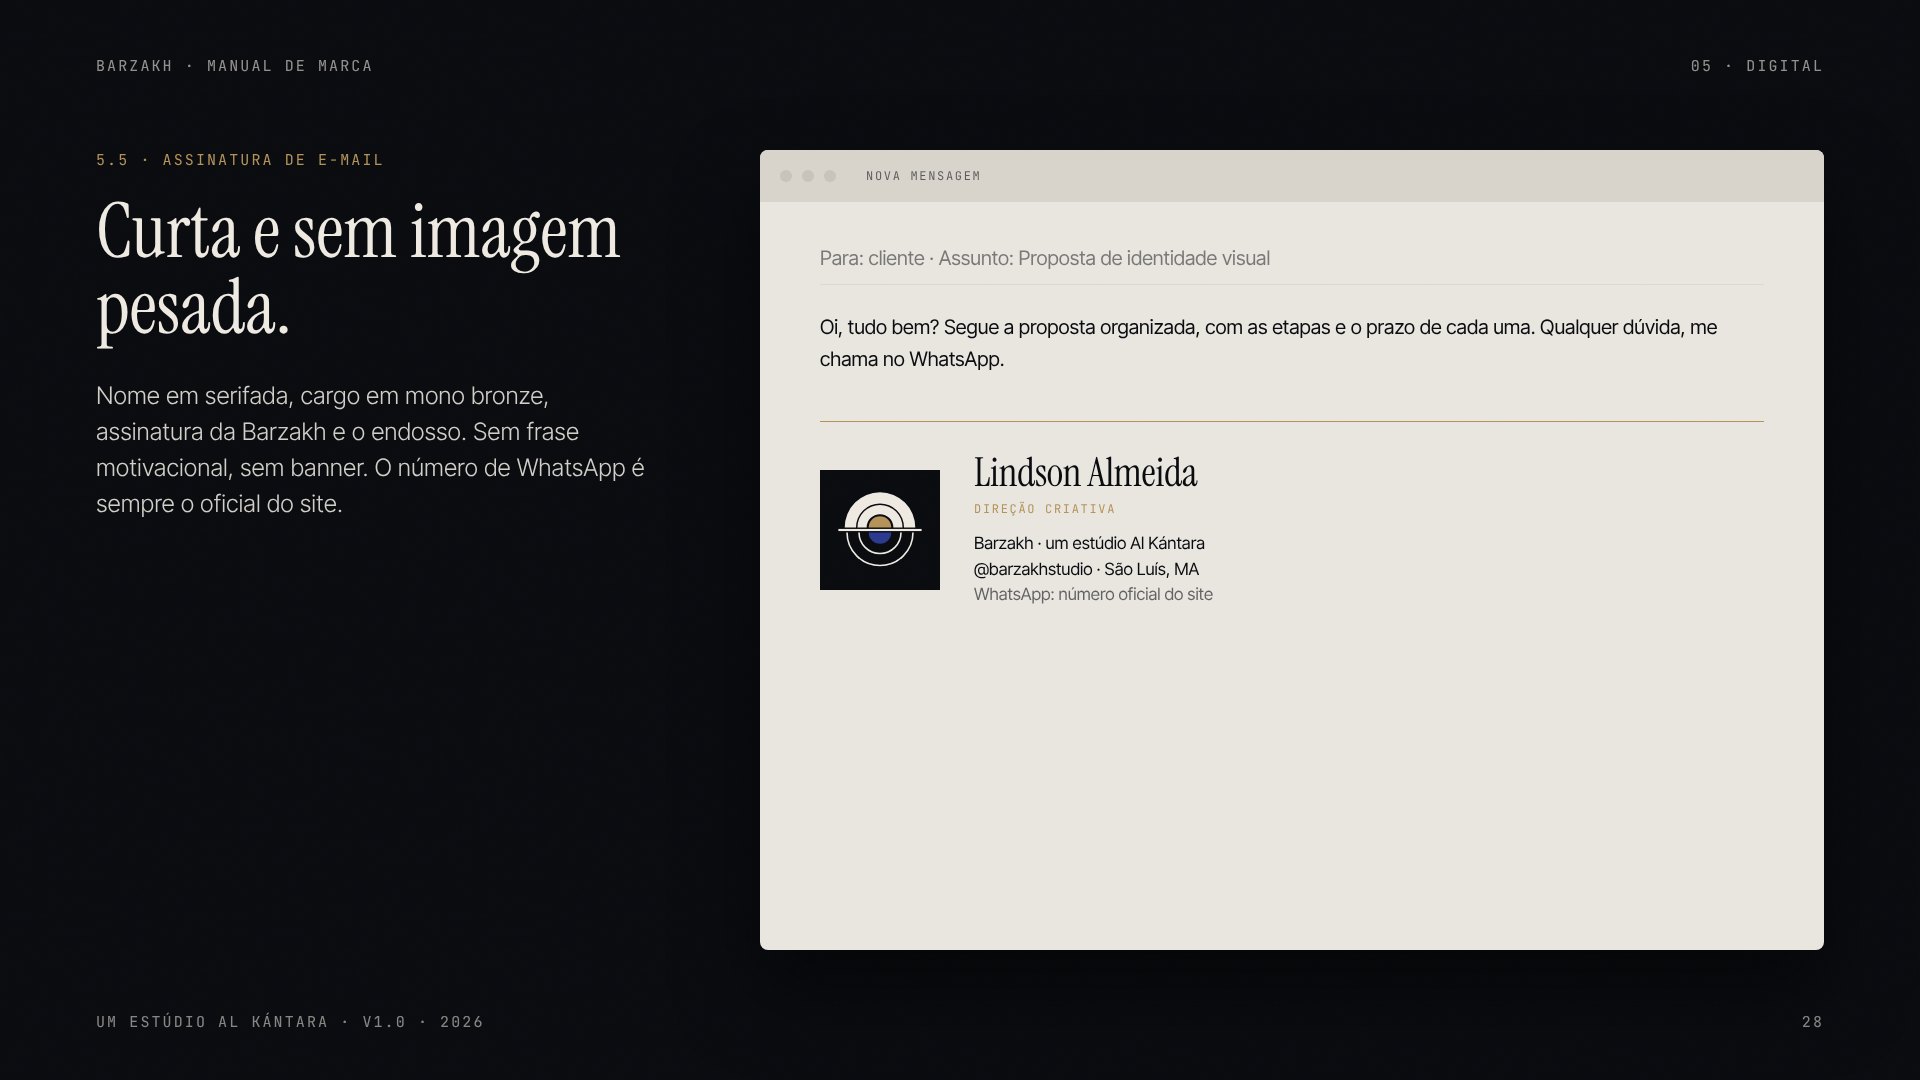 BARZAKH · MANUAL DE MARCA
05 · DIGITAL
5.5 · ASSINATURA DE E-MAIL
Curta e sem imagem
pesada.
Nome em serifada, cargo em mono bronze,
assinatura da Barzakh e o endosso. Sem frase
motivacional, sem banner. O número de WhatsApp é
sempre o oficial do site.
NOVA MENSAGEM
Para: cliente · Assunto: Proposta de identidade visual
Oi, tudo bem? Segue a proposta organizada, com as etapas e o prazo de cada uma. Qualquer dúvida, me
chama no WhatsApp.
Lindson Almeida
DIREÇÃO CRIATIVA
Barzakh · um estúdio Al Kántara
@barzakhstudio · São Luís, MA
WhatsApp: número oficial do site
UM ESTÚDIO AL KÁNTARA · V1.0 · 2026
28